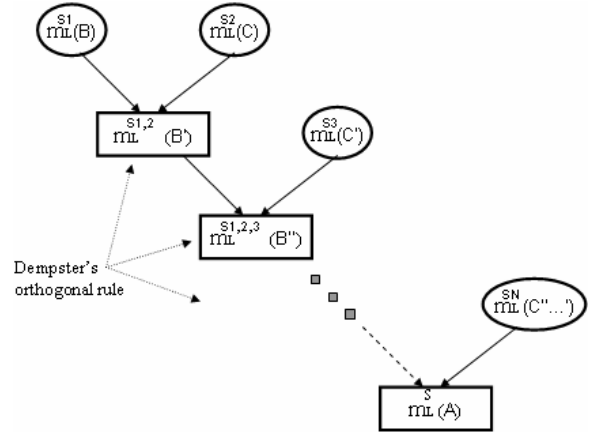 S1
mL(B)
S2
mL(C)
S1,2
mL (B')
S3
mL(C')
S1,2,3
mL (B'')
Dempster's
orthogonal rule
SN
mL(C''...')
S
mL (A)